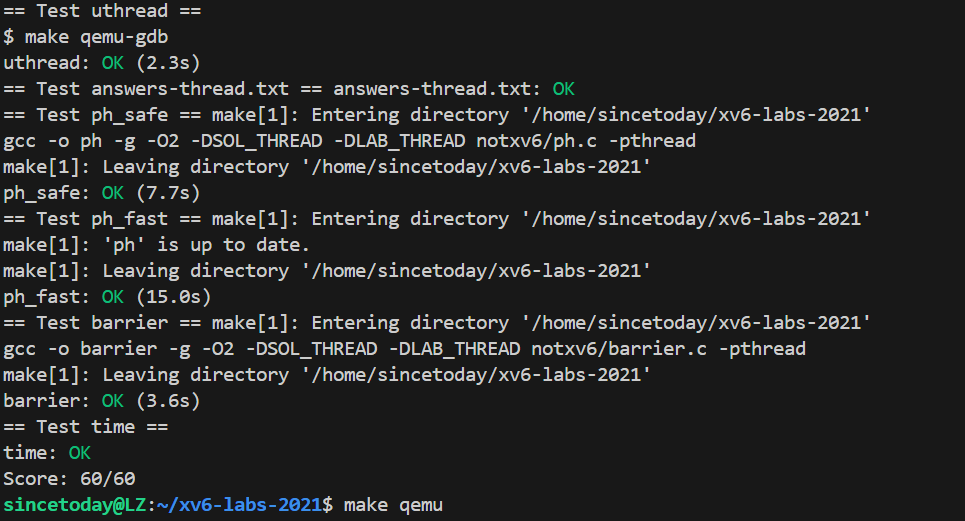 == Test uthread ==
$ make qemu-gdb
uthread: OK (2.3s)
== Test answers-thread.txt == answers-thread.txt: OK
== Test ph_safe == make[1]: Entering directory '/home/sincetoday/xv6-labs-2021'
gcc -o ph -g -O2 -DSOL_THREAD -DLAB_THREAD notxv6/ph.c -pthread
make[1]: Leaving directory '/home/sincetoday/xv6-labs-2021'
ph_safe: OK (7.7s)
== Test ph_fast == make[1]: Entering directory '/home/sincetoday/xv6-labs-2021'
make[1]: 'ph' is up to date.
make[1]: Leaving directory '/home/sincetoday/xv6-labs-2021'
ph_fast: OK (15.0s)
== Test barrier == make[1]: Entering directory '/home/sincetoday/xv6-labs-2021'
gcc -o barrier -g -O2 -DSOL_THREAD -DLAB_THREAD notxv6/barrier.c -pthread
make[1]: Leaving directory '/home/sincetoday/xv6-labs-2021'
barrier: OK (3.6s)
== Test time ==
time: OK
Score: 60/60
sincetoday@LZ:~/xv6-labs-2021$ make qemu